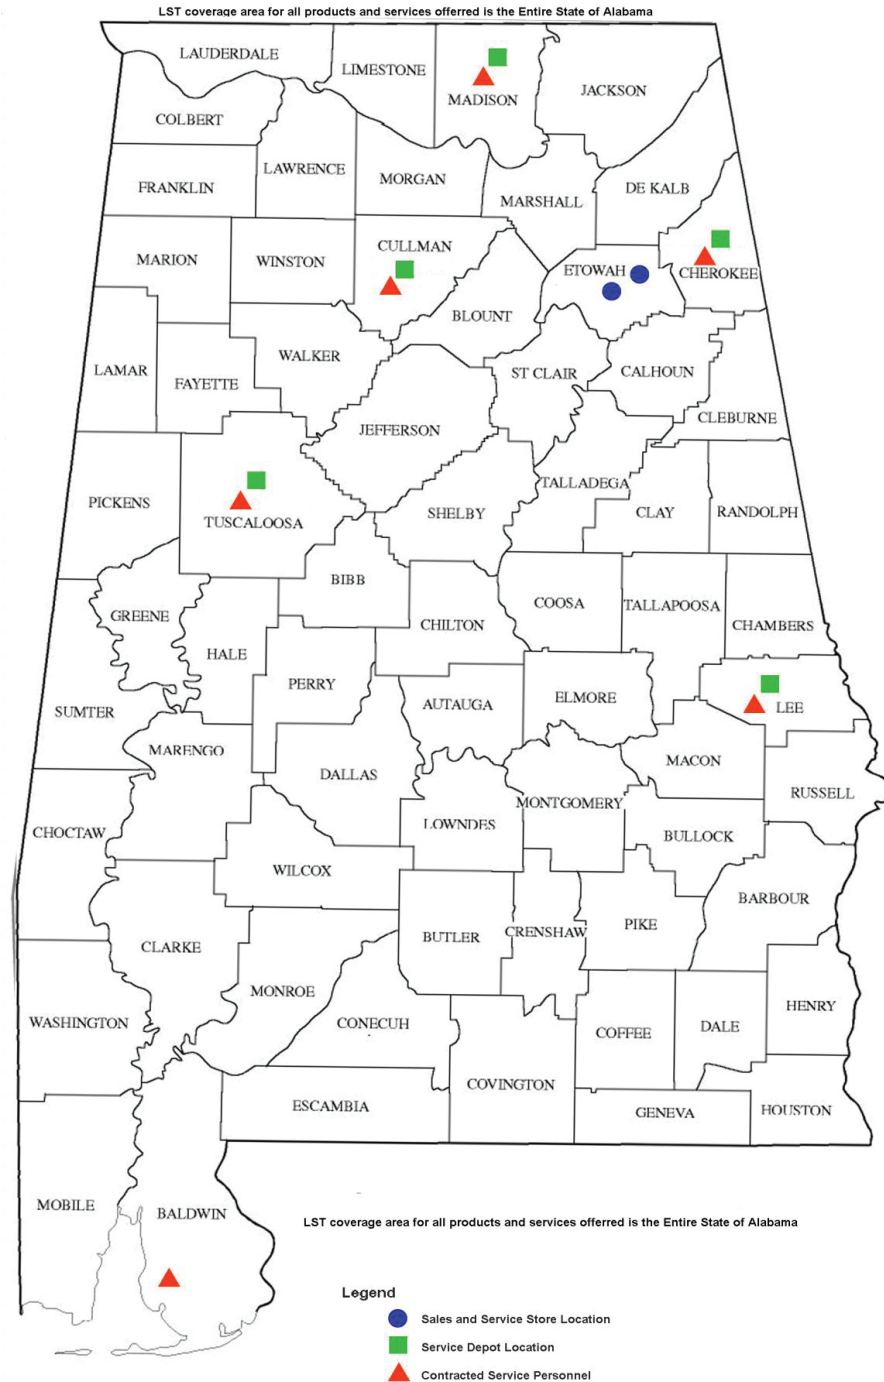 LST coverage area for all products and services offerred is the Entire State of Alabama
LAUDERDALE
LIMESTONE
MADISON
JACKSON
COLBERT
LAWRENCE
MORGAN
FRANKLIN
MARSHALL
DE KALB
CULLMAN
MARION
WINSTON
ETOWAH
CHEROKEE
BLOUNT
WALKER
LAMAR
FAYETTE
ST CLAIR
CALHOUN
CLEBURNE
JEFFERSON
TALLADEGA
PICKENS
TUSCALOOSA
SHELBY
CLAY
RANDOLPH
BIBB
COOSA
TALLAPOOSA
GREENE
CHILTON
CHAMBERS
HALE
PERRY
AUTAUGA
ELMORE
LEE
SUMTER
MARENGO
DALLAS
MACON
RUSSELL
MONTGOMERY
LOWNDES
CHOCTAW
BULLOCK
WILCOX
BARBOUR
PIKE
CRENSHAW
BUTLER
CLARKE
MONROE
HENRY
WASHINGTON
CONECUH
COFFEE
DALE
COVINGTON
ESCAMBIA
GENEVA
HOUSTON
MOBILE
BALDWIN
LST coverage area for all products and services offerred is the Entire State of Alabama
Legend
Sales and Service Store Location
Service Depot Location
Contracted Service Personnel